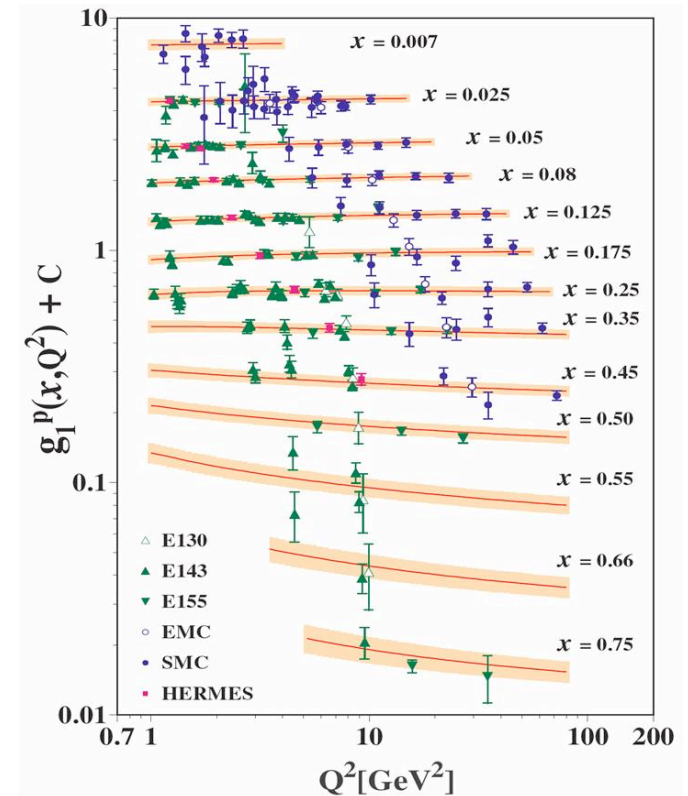 10
x = 0.007
x = 0.025
x = 0.05
x = 0.08
x = 0.125
1
x = 0.175
x = 0.25
x = 0.35
x = 0.45
x = 0.50
0.1
x = 0.55
x = 0.66
x = 0.75
0.01
g₁ᵖ(x,Q²) + C
E130
E143
E155
EMC
SMC
HERMES
0.7 1 10 100 200
Q²[GeV²]